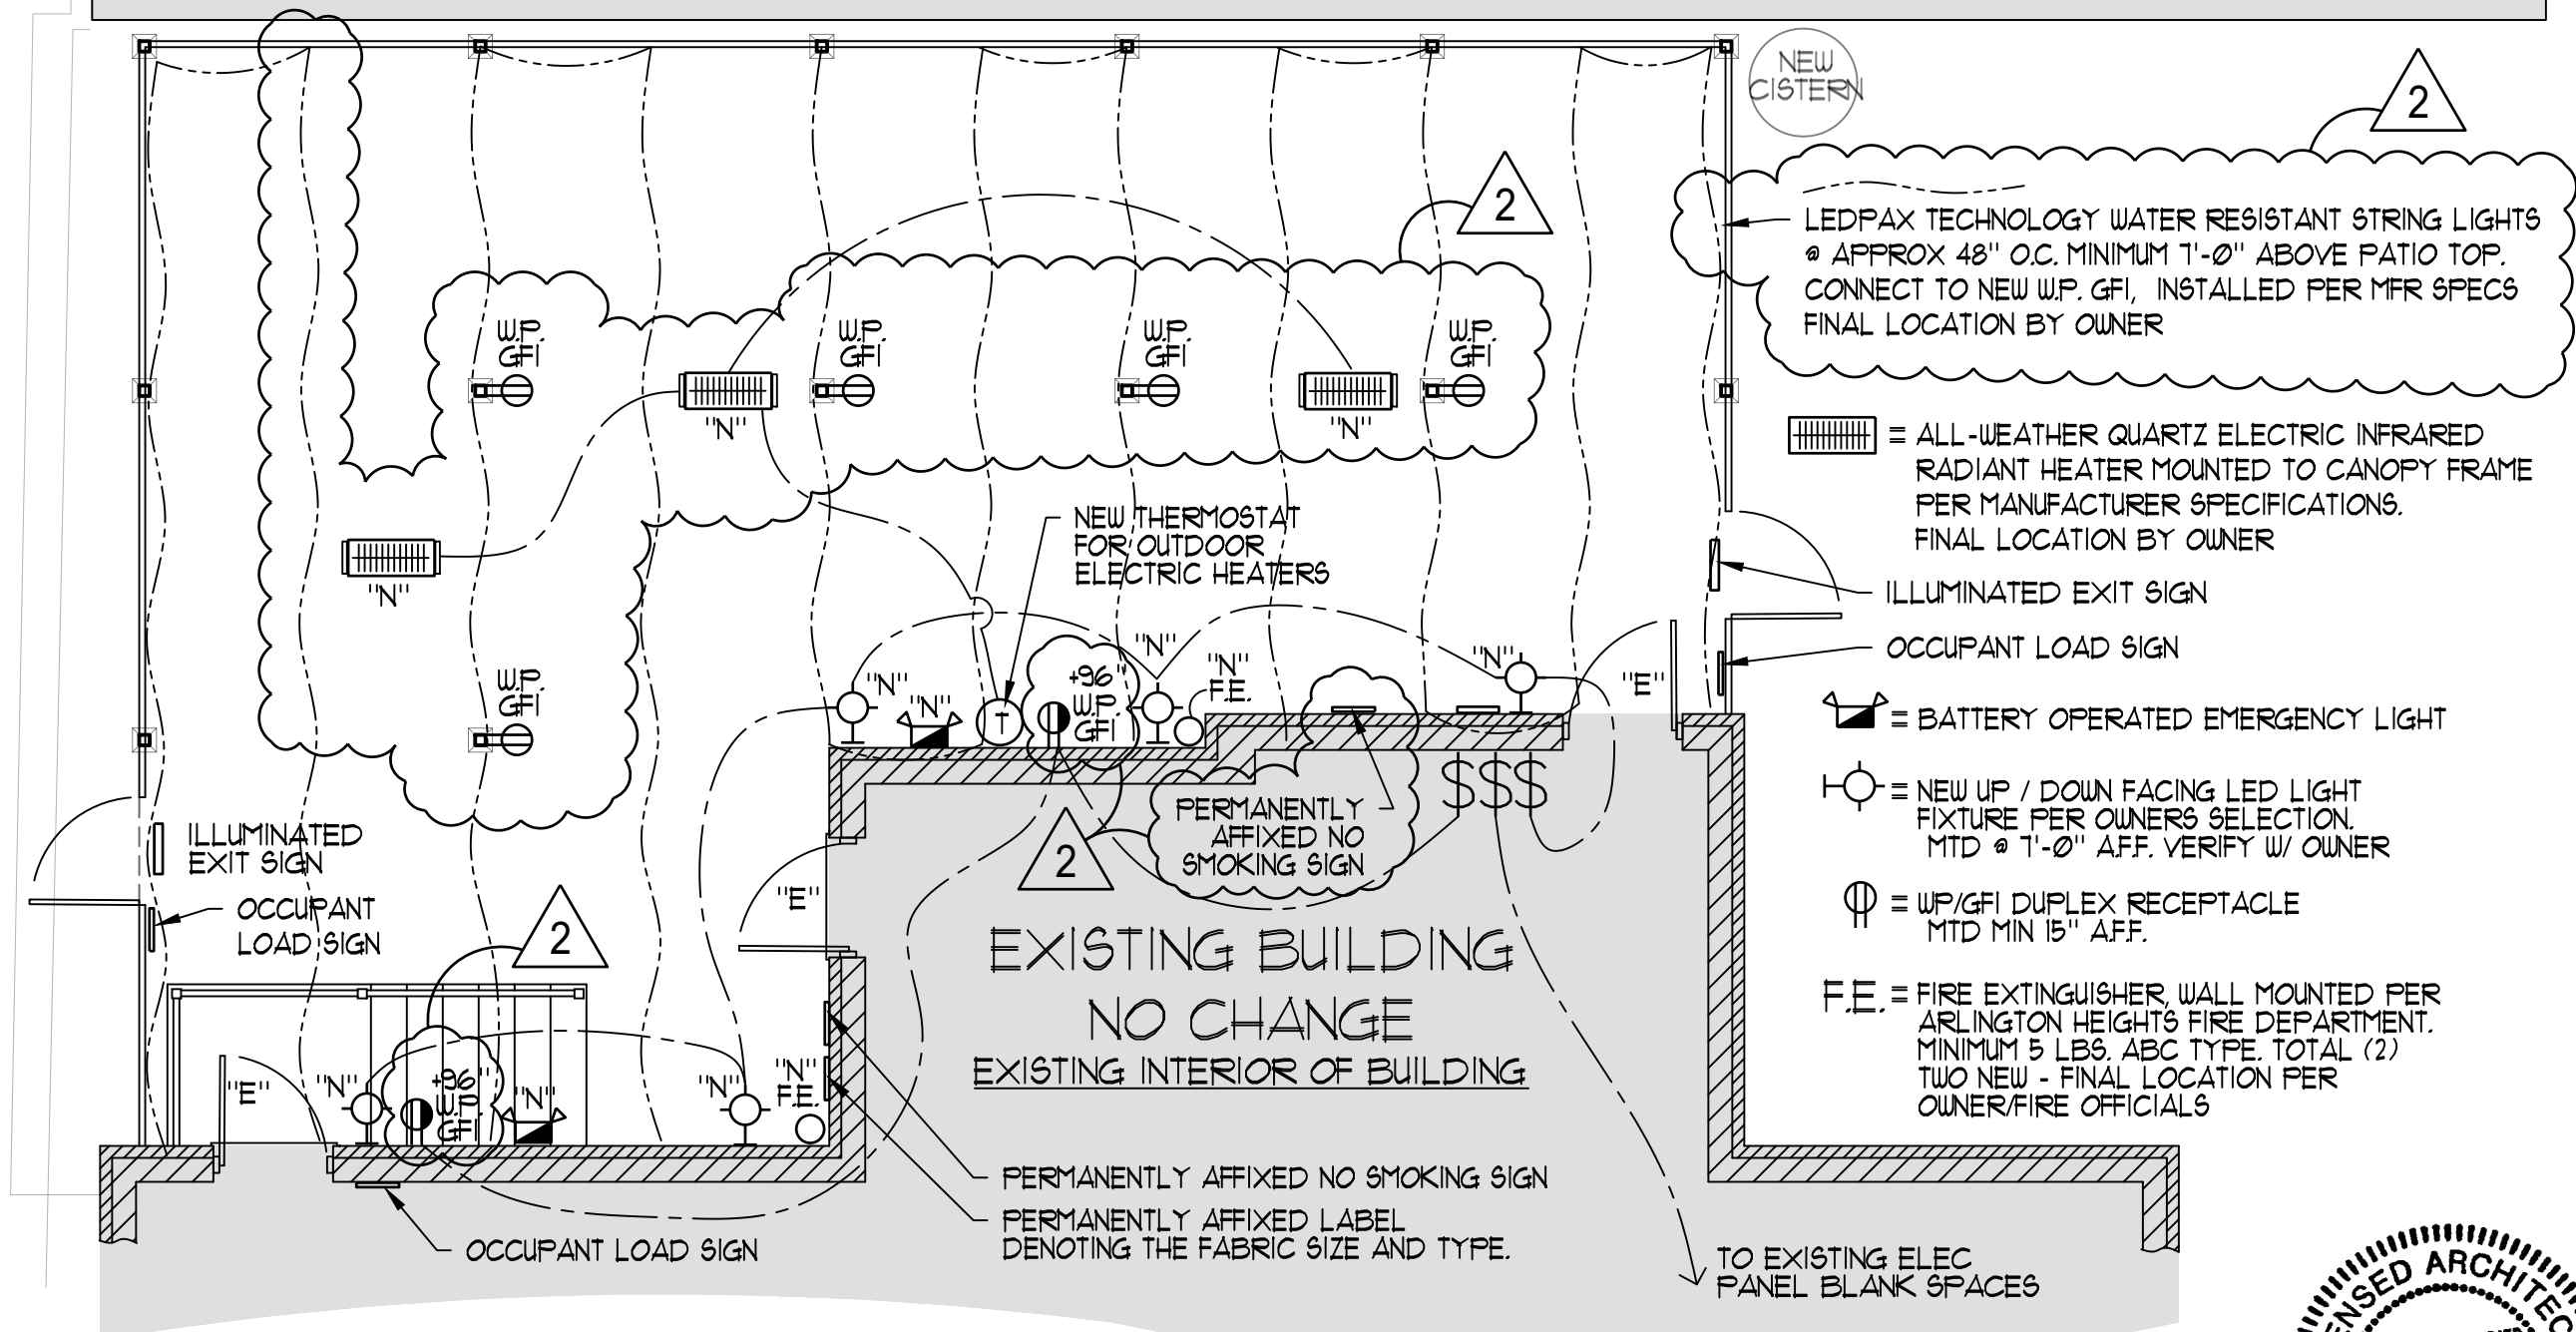 NEW
CISTERN
2
2
LEDPAX TECHNOLOGY WATER RESISTANT STRING LIGHTS
@ APPROX 48" O.C. MINIMUM 7'-0" ABOVE PATIO TOP.
CONNECT TO NEW W.P. GFI, INSTALLED PER MFR SPECS
FINAL LOCATION BY OWNER
W.P.
GFI
W.P.
GFI
W.P.
GFI
W.P.
GFI
"N"
"N"
= ALL-WEATHER QUARTZ ELECTRIC INFRARED
RADIANT HEATER MOUNTED TO CANOPY FRAME
PER MANUFACTURER SPECIFICATIONS.
FINAL LOCATION BY OWNER
NEW THERMOSTAT
FOR OUTDOOR
ELECTRIC HEATERS
"N"
ILLUMINATED EXIT SIGN
OCCUPANT LOAD SIGN
W.P.
GFI
"N"
"N"
T
+96"
W.P.
GFI
"N"
"N"
F.E.
"N"
"E"
= BATTERY OPERATED EMERGENCY LIGHT
= NEW UP / DOWN FACING LED LIGHT
FIXTURE PER OWNERS SELECTION.
MTD @ 7'-0" A.F.F. VERIFY W/ OWNER
$$$
PERMANENTLY
AFFIXED NO
SMOKING SIGN
2
ILLUMINATED
EXIT SIGN
OCCUPANT
LOAD SIGN
2
"E"
= WP/GFI DUPLEX RECEPTACLE
MTD MIN 15" A.F.F.
EXISTING BUILDING
NO CHANGE
EXISTING INTERIOR OF BUILDING
F.E. = FIRE EXTINGUISHER, WALL MOUNTED PER
ARLINGTON HEIGHTS FIRE DEPARTMENT.
MINIMUM 5 LBS. ABC TYPE. TOTAL (2)
TWO NEW - FINAL LOCATION PER
OWNER/FIRE OFFICIALS
"E"
"N"
+96"
W.P.
GFI
"N"
"N"
"N"
F.E.
PERMANENTLY AFFIXED NO SMOKING SIGN
PERMANENTLY AFFIXED LABEL
DENOTING THE FABRIC SIZE AND TYPE.
OCCUPANT LOAD SIGN
TO EXISTING ELEC
PANEL BLANK SPACES